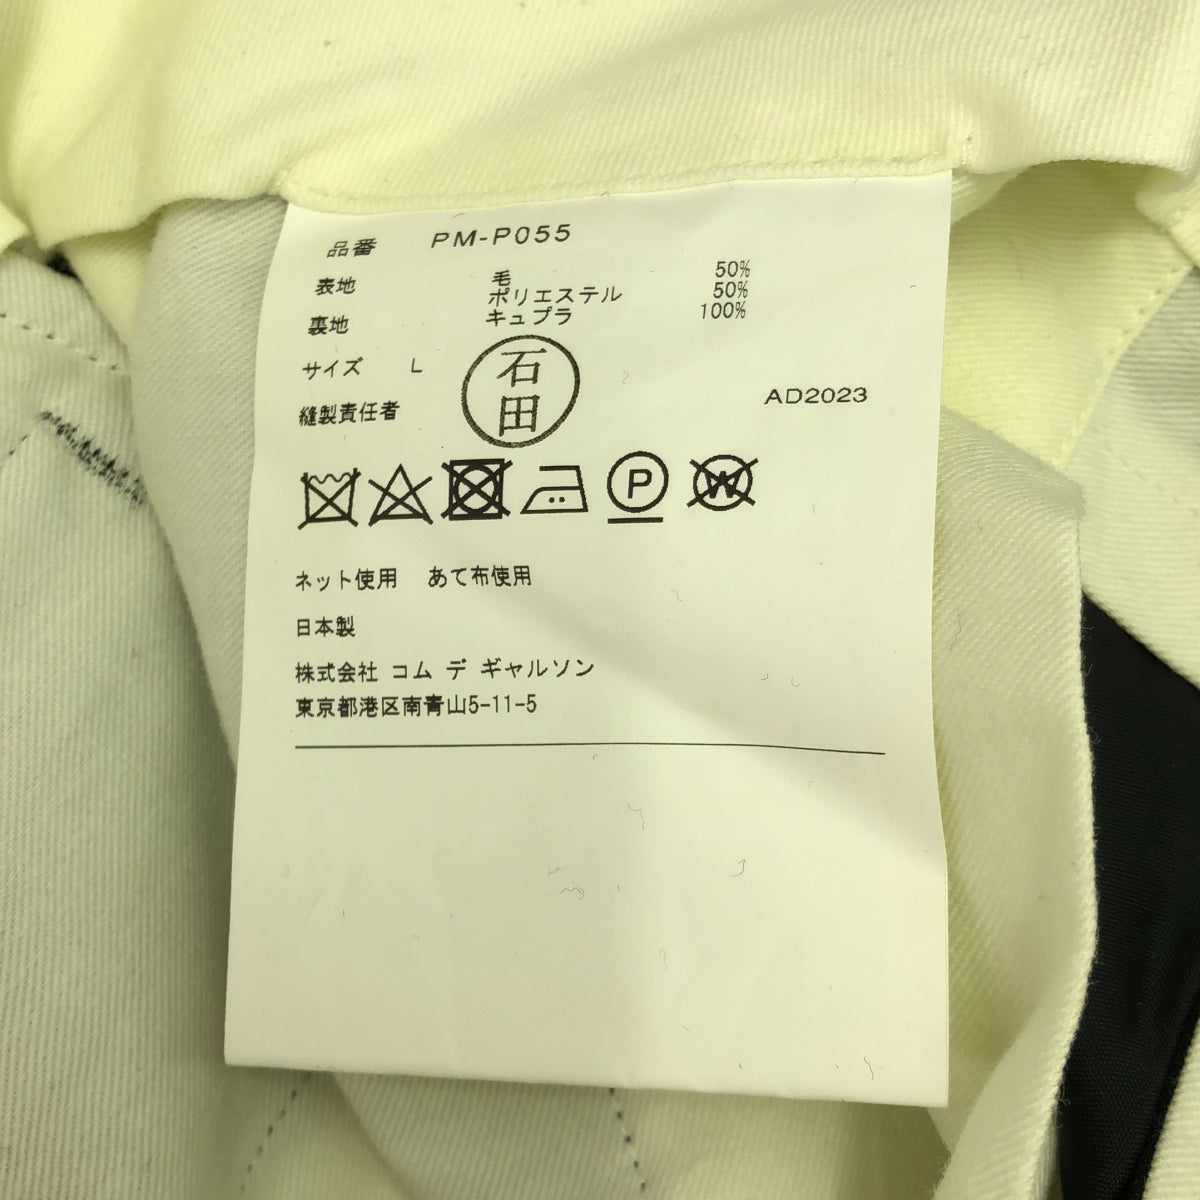 品番 PM-P055
表地 毛 50%
ポリエステル 50%
裏地 キュプラ 100%
サイズ L
縫製責任者 石田
AD2023
P
W
ネット使用 あて布使用
日本製
株式会社 コム デ ギャルソン
東京都港区南青山5-11-5